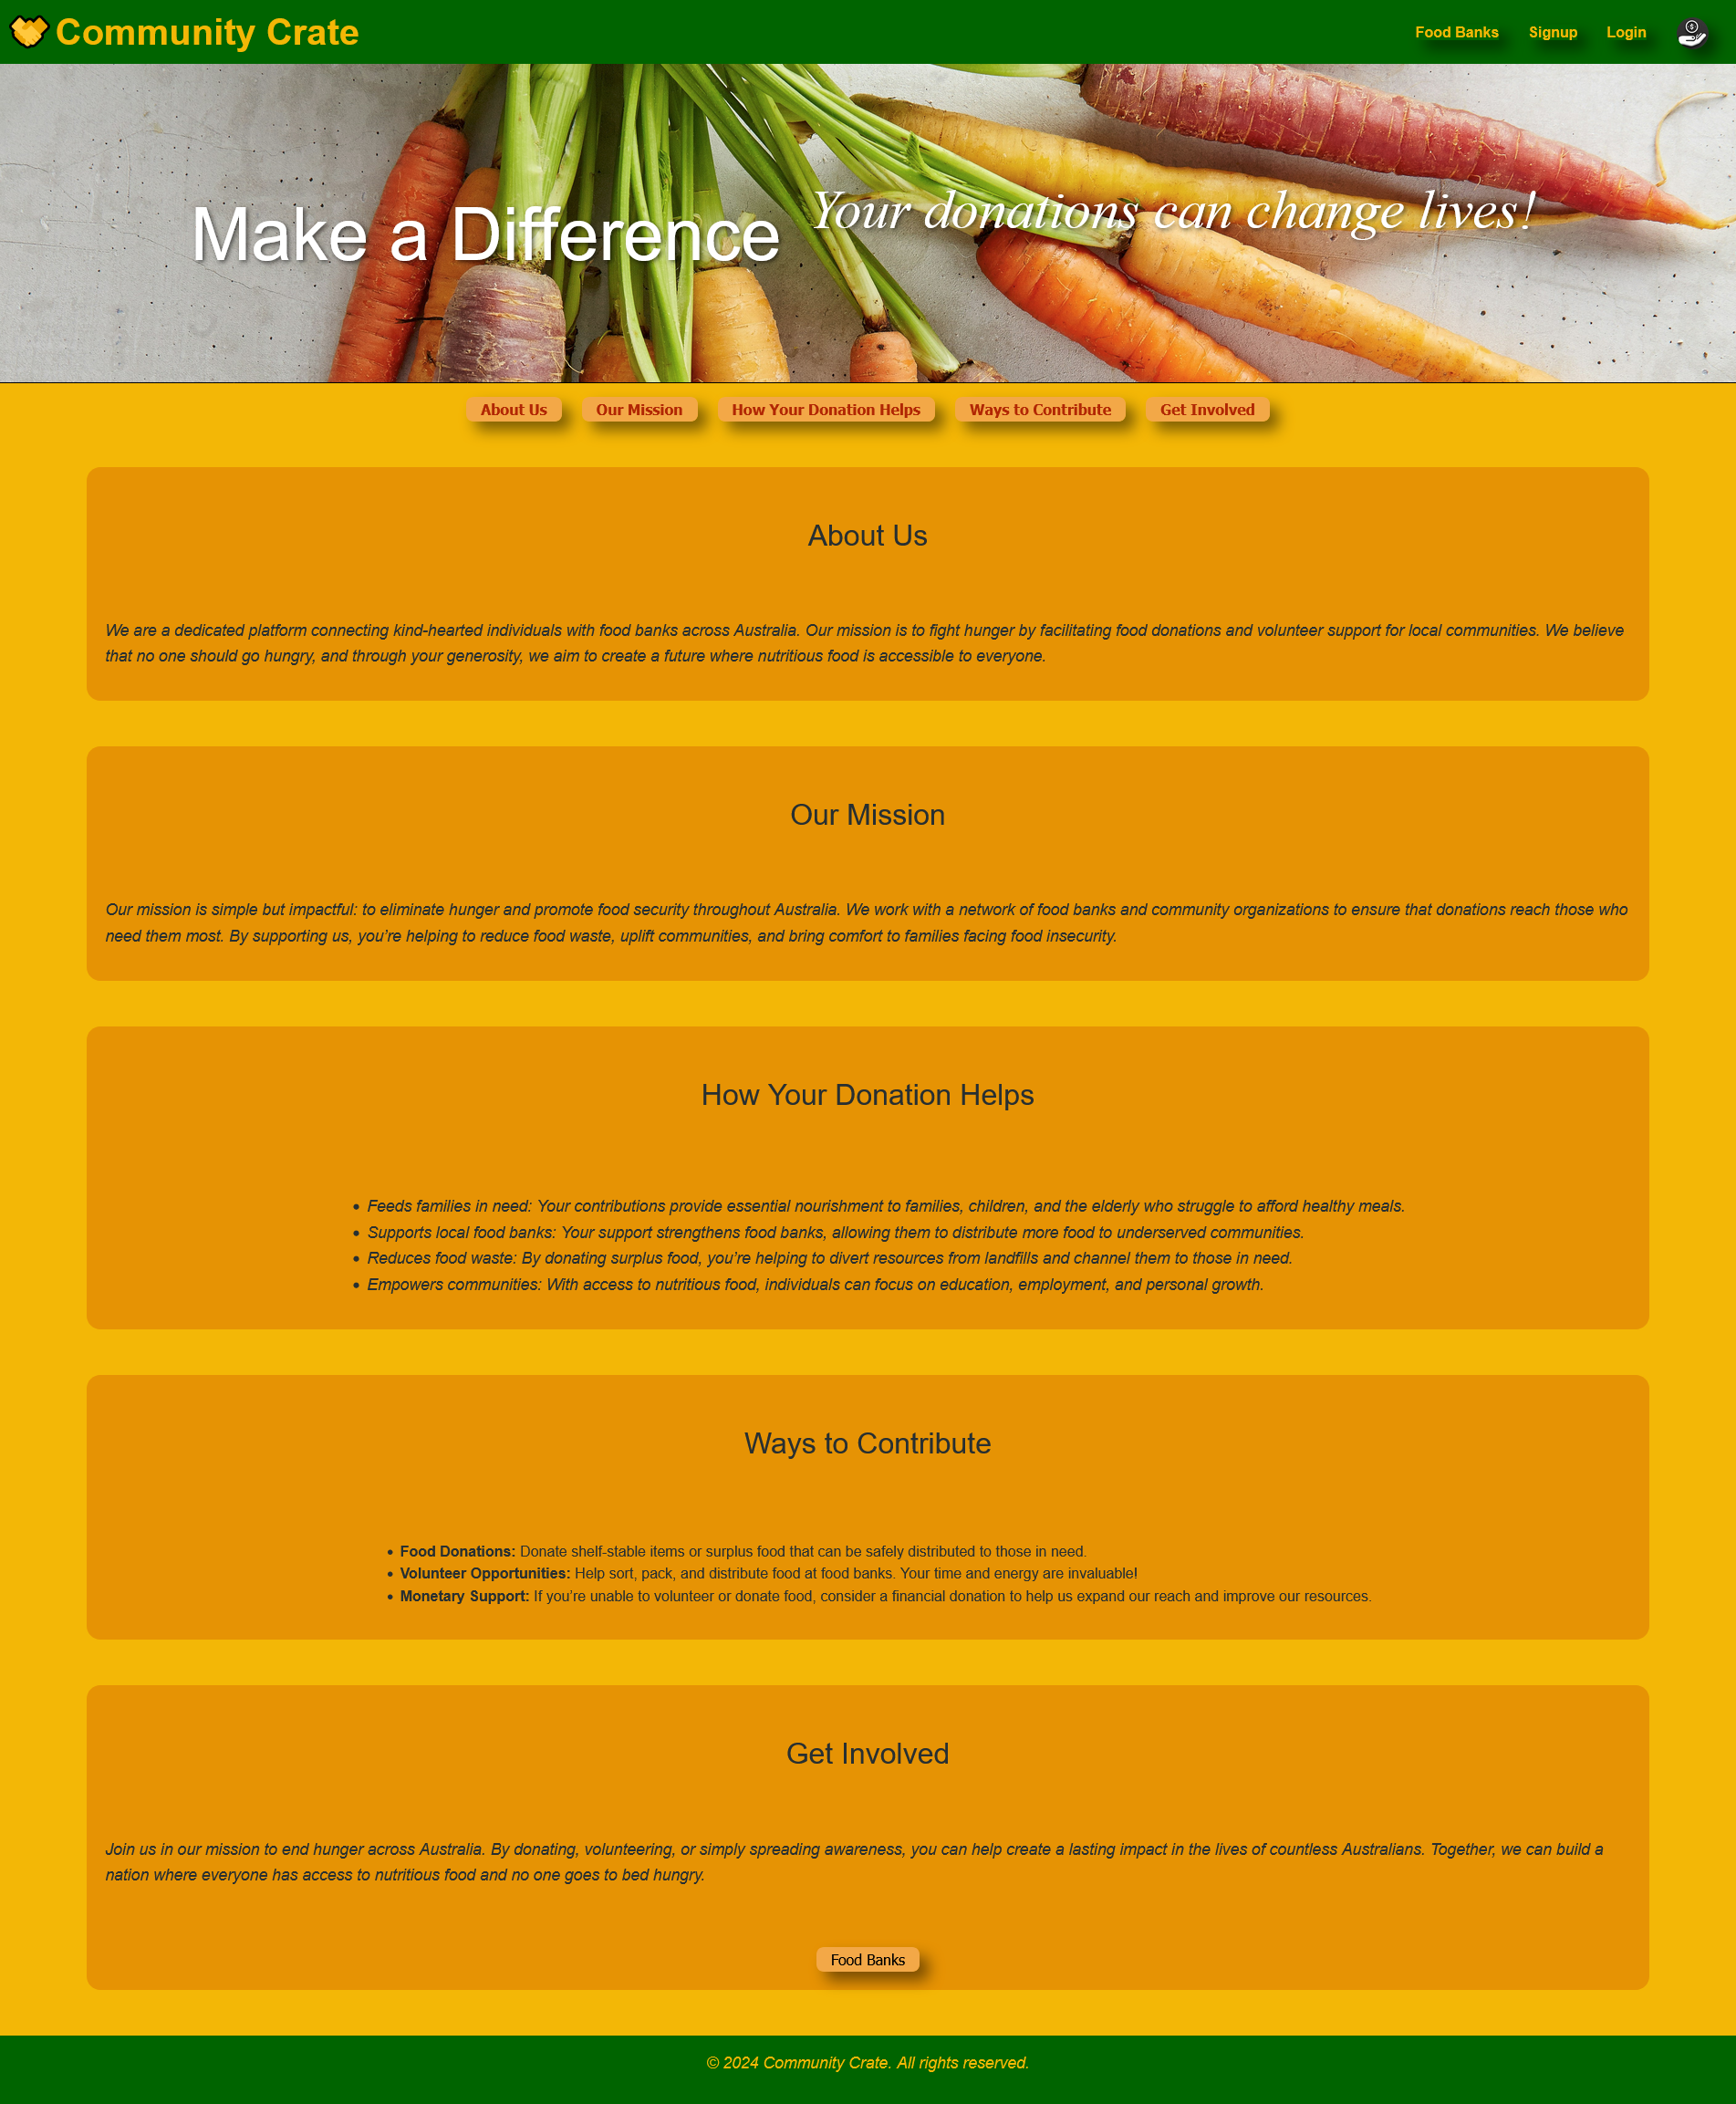 Community Crate
Food Banks
Signup
Login
$
Make a Difference
Your donations can change lives!
About Us
Our Mission
How Your Donation Helps
Ways to Contribute
Get Involved
About Us
We are a dedicated platform connecting kind-hearted individuals with food banks across Australia. Our mission is to fight hunger by facilitating food donations and volunteer support for local communities. We believe
that no one should go hungry, and through your generosity, we aim to create a future where nutritious food is accessible to everyone.
Our Mission
Our mission is simple but impactful: to eliminate hunger and promote food security throughout Australia. We work with a network of food banks and community organizations to ensure that donations reach those who
need them most. By supporting us, you’re helping to reduce food waste, uplift communities, and bring comfort to families facing food insecurity.
How Your Donation Helps
• Feeds families in need: Your contributions provide essential nourishment to families, children, and the elderly who struggle to afford healthy meals.
• Supports local food banks: Your support strengthens food banks, allowing them to distribute more food to underserved communities.
• Reduces food waste: By donating surplus food, you’re helping to divert resources from landfills and channel them to those in need.
• Empowers communities: With access to nutritious food, individuals can focus on education, employment, and personal growth.
Ways to Contribute
• Food Donations: Donate shelf-stable items or surplus food that can be safely distributed to those in need.
• Volunteer Opportunities: Help sort, pack, and distribute food at food banks. Your time and energy are invaluable!
• Monetary Support: If you’re unable to volunteer or donate food, consider a financial donation to help us expand our reach and improve our resources.
Get Involved
Join us in our mission to end hunger across Australia. By donating, volunteering, or simply spreading awareness, you can help create a lasting impact in the lives of countless Australians. Together, we can build a
nation where everyone has access to nutritious food and no one goes to bed hungry.
Food Banks
© 2024 Community Crate. All rights reserved.